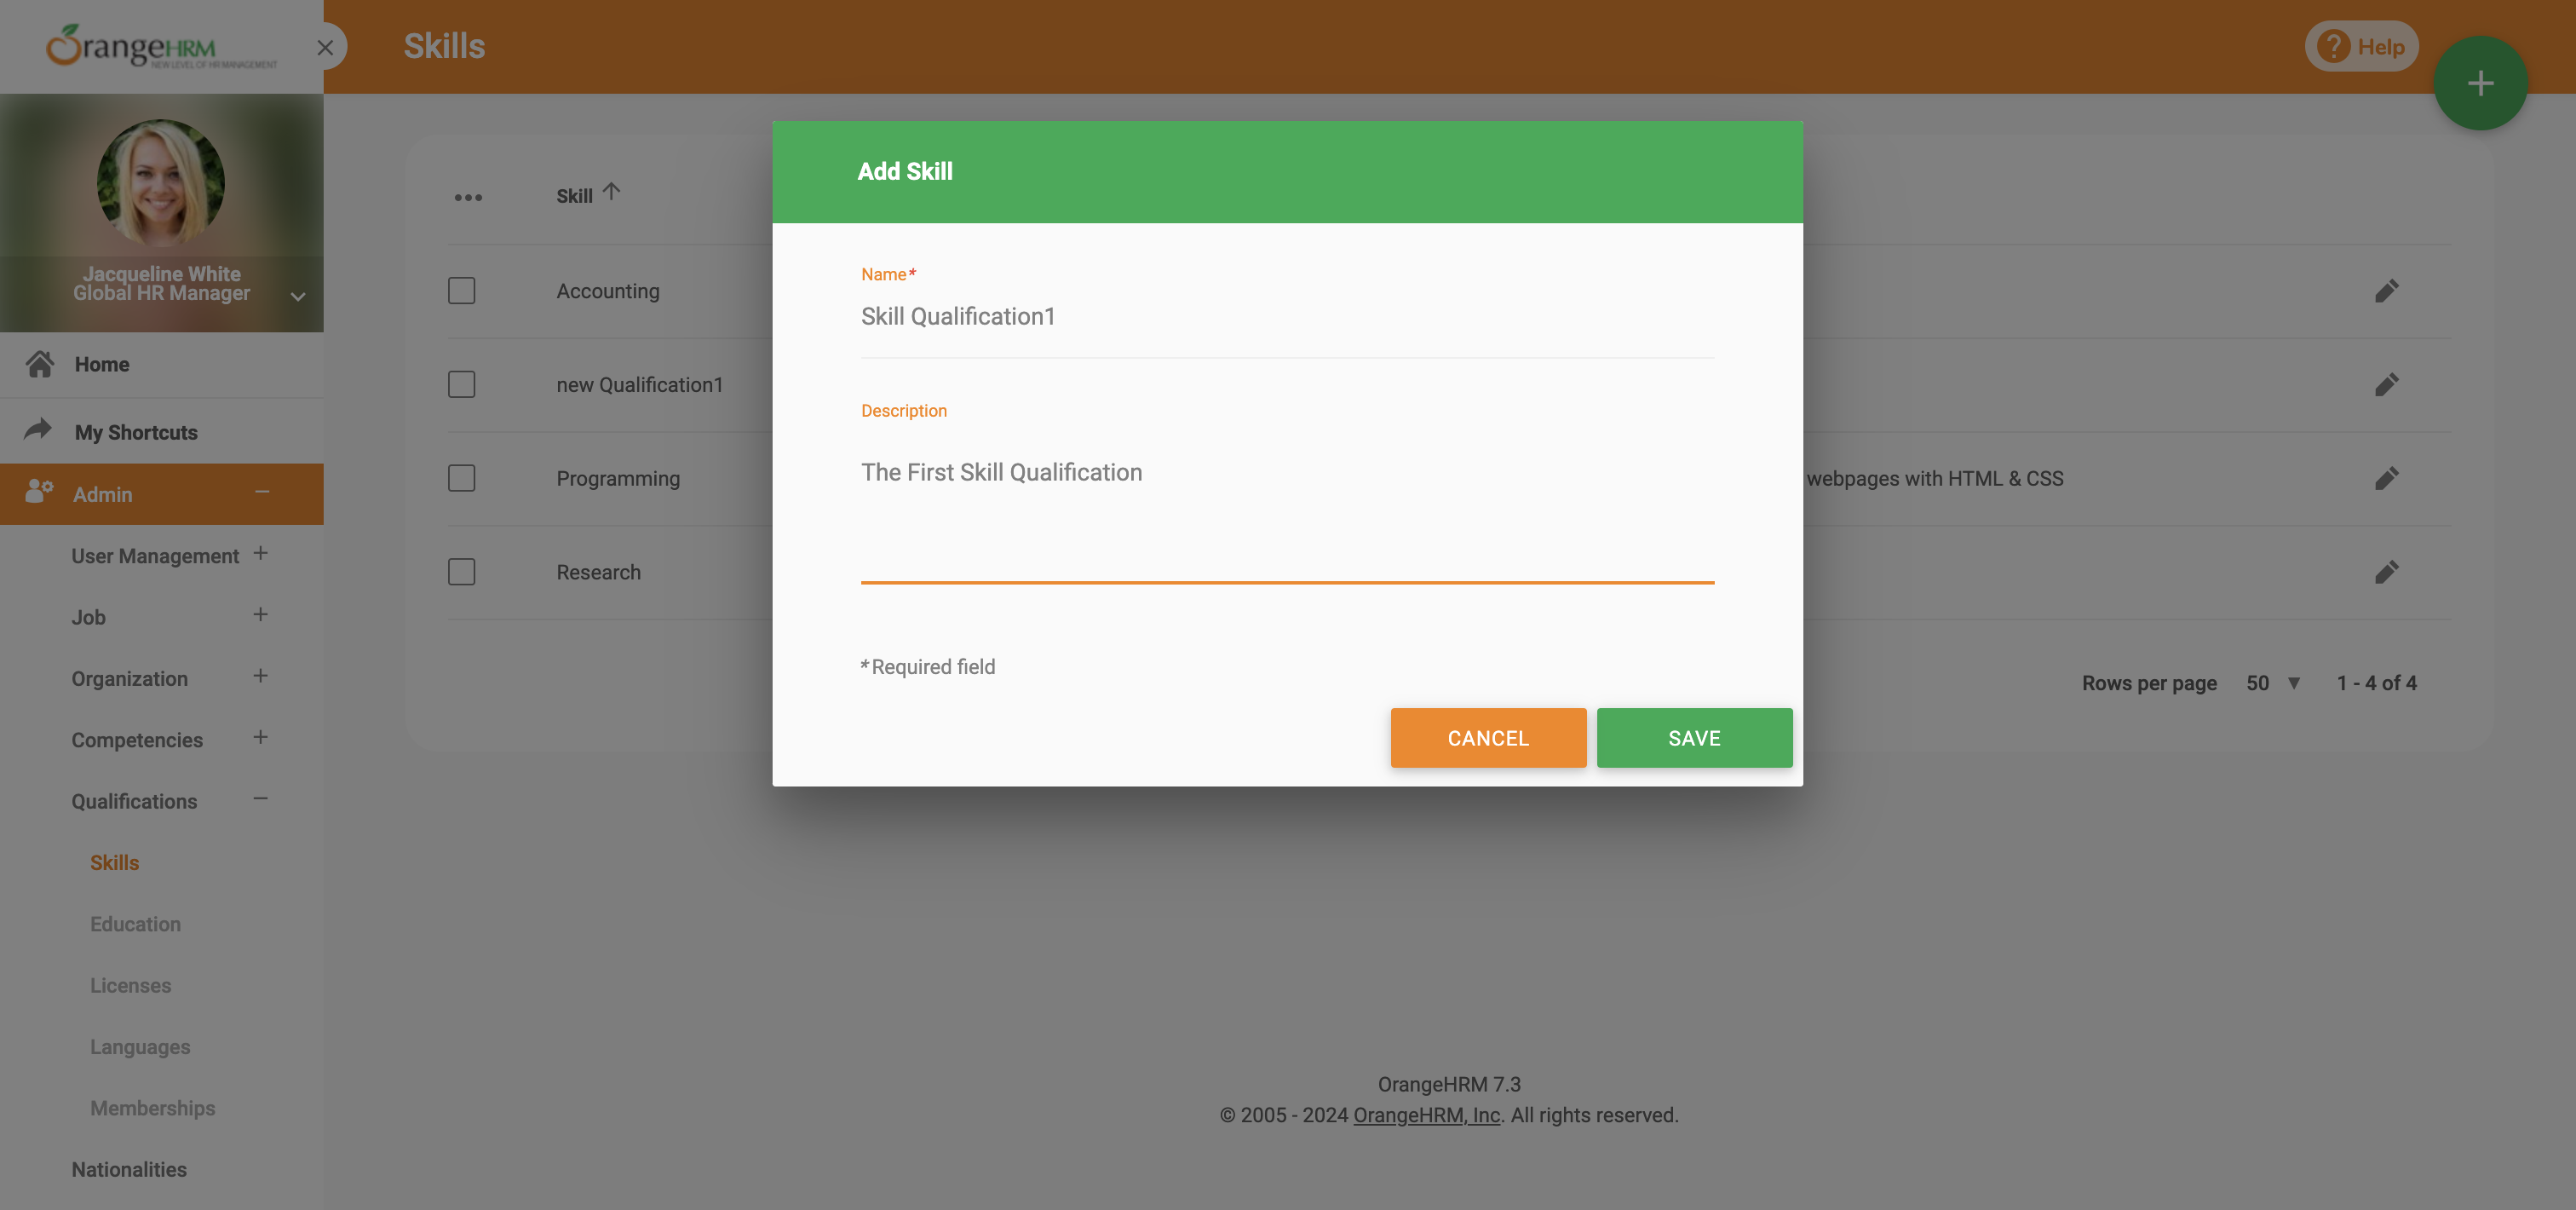 OrangeHRM
NEW LEVEL OF HR MANAGEMENT
Skills
Help
Jacqueline White
Global HR Manager
Home
My Shortcuts
Admin
User Management
Job
Organization
Competencies
Qualifications
Skills
Education
Licenses
Languages
Memberships
Nationalities
Skill
Accounting
new Qualification1
Programming
webpages with HTML & CSS
Research
Rows per page 50 1 - 4 of 4
Add Skill
Name*
Skill Qualification1
Description
The First Skill Qualification
* Required field
CANCEL
SAVE
OrangeHRM 7.3
© 2005 - 2024 OrangeHRM, Inc. All rights reserved.